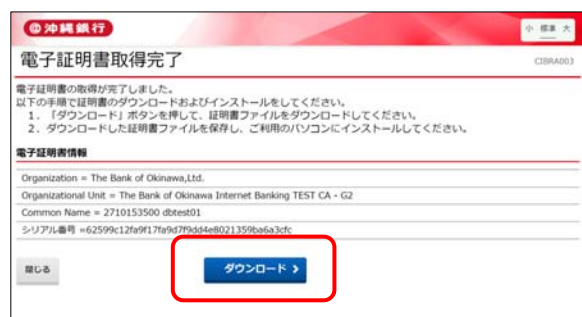 沖縄銀行
小 標準 大
電子証明書取得完了
CIBRA003
電子証明書の取得が完了しました。
以下の手順で証明書のダウンロードおよびインストールをしてください。
1. 「ダウンロード」ボタンを押して、証明書ファイルをダウンロードしてください。
2. ダウンロードした証明書ファイルを保存し、ご利用のパソコンにインストールしてください。
電子証明書情報
Organization = The Bank of Okinawa,Ltd.
Organizational Unit = The Bank of Okinawa Internet Banking TEST CA - G2
Common Name = 2710153500 dbtest01
シリアル番号 =62599c12fa9f17fa9d7f9dd4e8021359ba6a3cfc
閉じる
ダウンロード